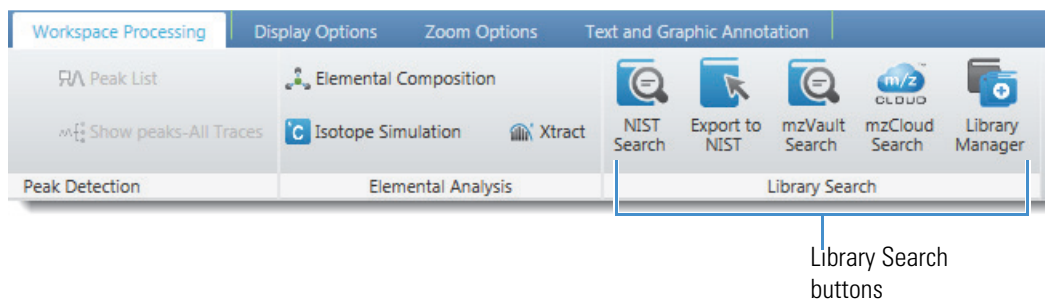 Workspace Processing Display Options Zoom Options Text and Graphic Annotation
Peak List Elemental Composition
Show peaks-All Traces Isotope Simulation Xtract
m/z
CLOUD
NIST Export to mzVault mzCloud Library
Search NIST Search Search Manager
Peak Detection Elemental Analysis Library Search
Library Search
buttons